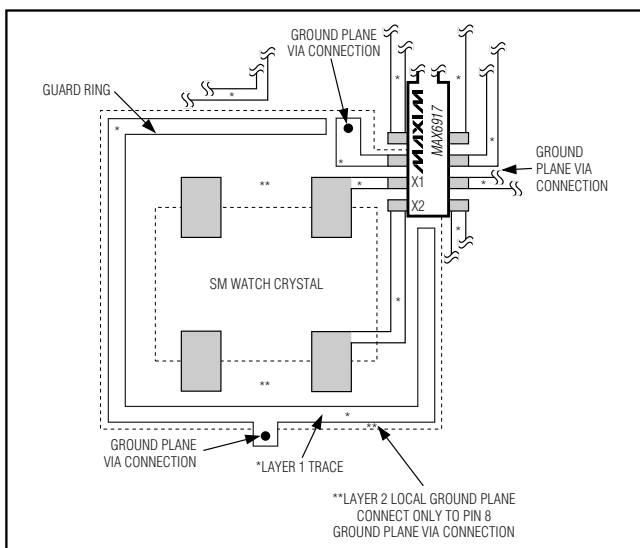 GROUND PLANE
VIA CONNECTION
GUARD RING
*
*
*
*
*
*
MAXIM
MAX6917
GROUND
PLANE VIA
CONNECTION
*
**
*
X1
*
X2
SM WATCH CRYSTAL
*
**
*
**
GROUND PLANE
VIA CONNECTION
*LAYER 1 TRACE
**LAYER 2 LOCAL GROUND PLANE
CONNECT ONLY TO PIN 8
GROUND PLANE VIA CONNECTION